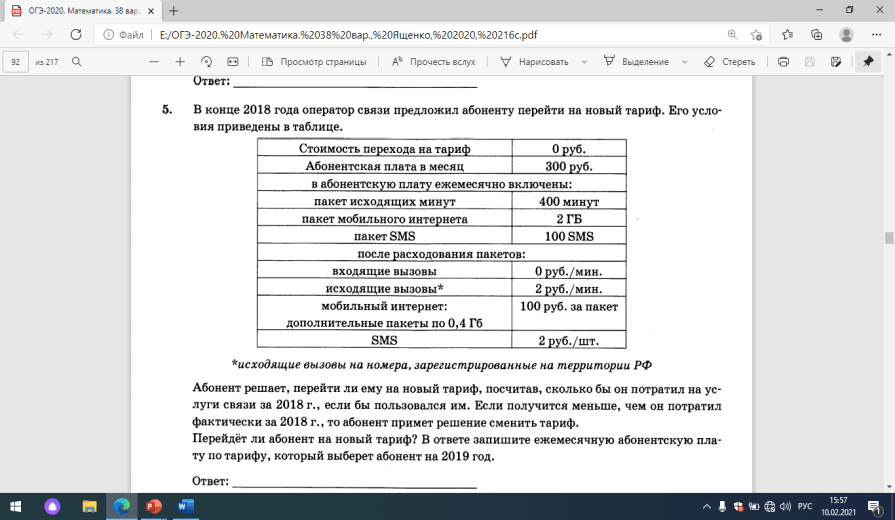 ОГЭ-2020. Математика. 38 вар.
Файл
E:/ОГЭ-2020.%20Математика.%2038%20вар.,%20Ященко,%202020,%20216с.pdf
92 из 217
Просмотр страницы
Прочесть вслух
Нарисовать
Выделение
Стереть
Ответ:
5. В конце 2018 года оператор связи предложил абоненту перейти на новый тариф. Его усло-
вия приведены в таблице.
Стоимость перехода на тариф 0 руб.
Абонентская плата в месяц 300 руб.
в абонентскую плату ежемесячно включены:
пакет исходящих минут 400 минут
пакет мобильного интернета 2 ГБ
пакет SMS 100 SMS
после расходования пакетов:
входящие вызовы 0 руб./мин.
исходящие вызовы* 2 руб./мин.
мобильный интернет: 100 руб. за пакет
дополнительные пакеты по 0,4 Гб
SMS 2 руб./шт.
*исходящие вызовы на номера, зарегистрированные на территории РФ
Абонент решает, перейти ли ему на новый тариф, посчитав, сколько бы он потратил на ус-
луги связи за 2018 г., если бы пользовался им. Если получится меньше, чем он потратил
фактически за 2018 г., то абонент примет решение сменить тариф.
Перейдёт ли абонент на новый тариф? В ответе запишите ежемесячную абонентскую пла-
ту по тарифу, который выберет абонент на 2019 год.
Ответ:
РУС
15:57
10.02.2021
1